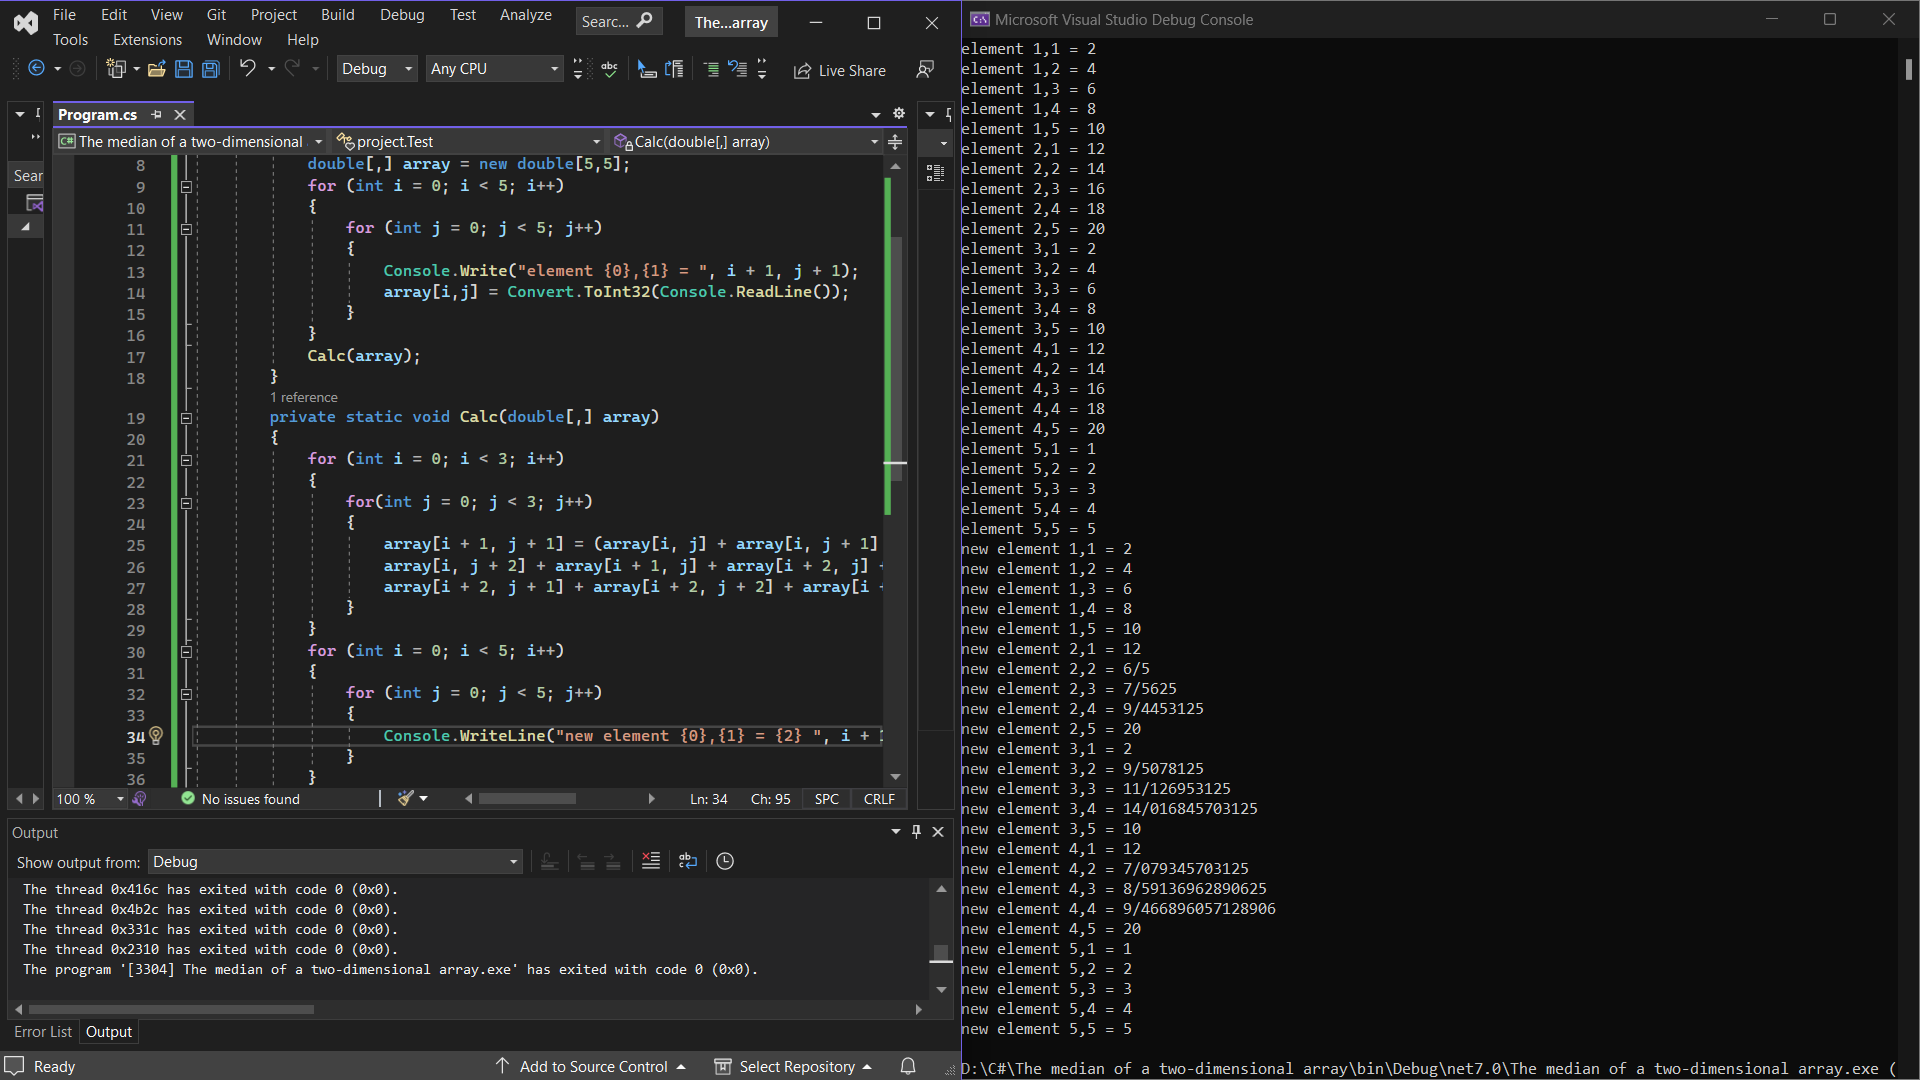 File Edit View Git Project Build Debug Test Analyze Searc... The...array
Tools Extensions Window Help
Debug Any CPU Live Share
Program.cs
The median of a two-dimensional project.Test Calc(double[,] array)
Sear
8 double[,] array = new double[5,5];
9 for (int i = 0; i < 5; i++)
10 {
11 for (int j = 0; j < 5; j++)
12 {
13 Console.Write("element {0},{1} = ", i + 1, j + 1);
14 array[i,j] = Convert.ToInt32(Console.ReadLine());
15 }
16 }
17 Calc(array);
18 }
1 reference
19 private static void Calc(double[,] array)
20 {
21 for (int i = 0; i < 3; i++)
22 {
23 for(int j = 0; j < 3; j++)
24 {
25 array[i + 1, j + 1] = (array[i, j] + array[i, j + 1]
26 array[i, j + 2] + array[i + 1, j] + array[i + 2, j] +
27 array[i + 2, j + 1] + array[i + 2, j + 2] + array[i +
28 }
29 }
30 for (int i = 0; i < 5; i++)
31 {
32 for (int j = 0; j < 5; j++)
33 {
34 Console.WriteLine("new element {0},{1} = {2} ", i + 1
35 }
36 }
100 % No issues found Ln: 34 Ch: 95 SPC CRLF
Output
Show output from: Debug
The thread 0x416c has exited with code 0 (0x0).
The thread 0x4b2c has exited with code 0 (0x0).
The thread 0x331c has exited with code 0 (0x0).
The thread 0x2310 has exited with code 0 (0x0).
The program '[3304] The median of a two-dimensional array.exe' has exited with code 0 (0x0).
Error List Output
Ready Add to Source Control Select Repository
Microsoft Visual Studio Debug Console
element 1,1 = 2
element 1,2 = 4
element 1,3 = 6
element 1,4 = 8
element 1,5 = 10
element 2,1 = 12
element 2,2 = 14
element 2,3 = 16
element 2,4 = 18
element 2,5 = 20
element 3,1 = 2
element 3,2 = 4
element 3,3 = 6
element 3,4 = 8
element 3,5 = 10
element 4,1 = 12
element 4,2 = 14
element 4,3 = 16
element 4,4 = 18
element 4,5 = 20
element 5,1 = 1
element 5,2 = 2
element 5,3 = 3
element 5,4 = 4
element 5,5 = 5
new element 1,1 = 2
new element 1,2 = 4
new element 1,3 = 6
new element 1,4 = 8
new element 1,5 = 10
new element 2,1 = 12
new element 2,2 = 6/5
new element 2,3 = 7/5625
new element 2,4 = 9/4453125
new element 2,5 = 20
new element 3,1 = 2
new element 3,2 = 9/5078125
new element 3,3 = 11/126953125
new element 3,4 = 14/016845703125
new element 3,5 = 10
new element 4,1 = 12
new element 4,2 = 7/079345703125
new element 4,3 = 8/59136962890625
new element 4,4 = 9/466896057128906
new element 4,5 = 20
new element 5,1 = 1
new element 5,2 = 2
new element 5,3 = 3
new element 5,4 = 4
new element 5,5 = 5
D:\C#\The median of a two-dimensional array\bin\Debug\net7.0\The median of a two-dimensional array.exe (